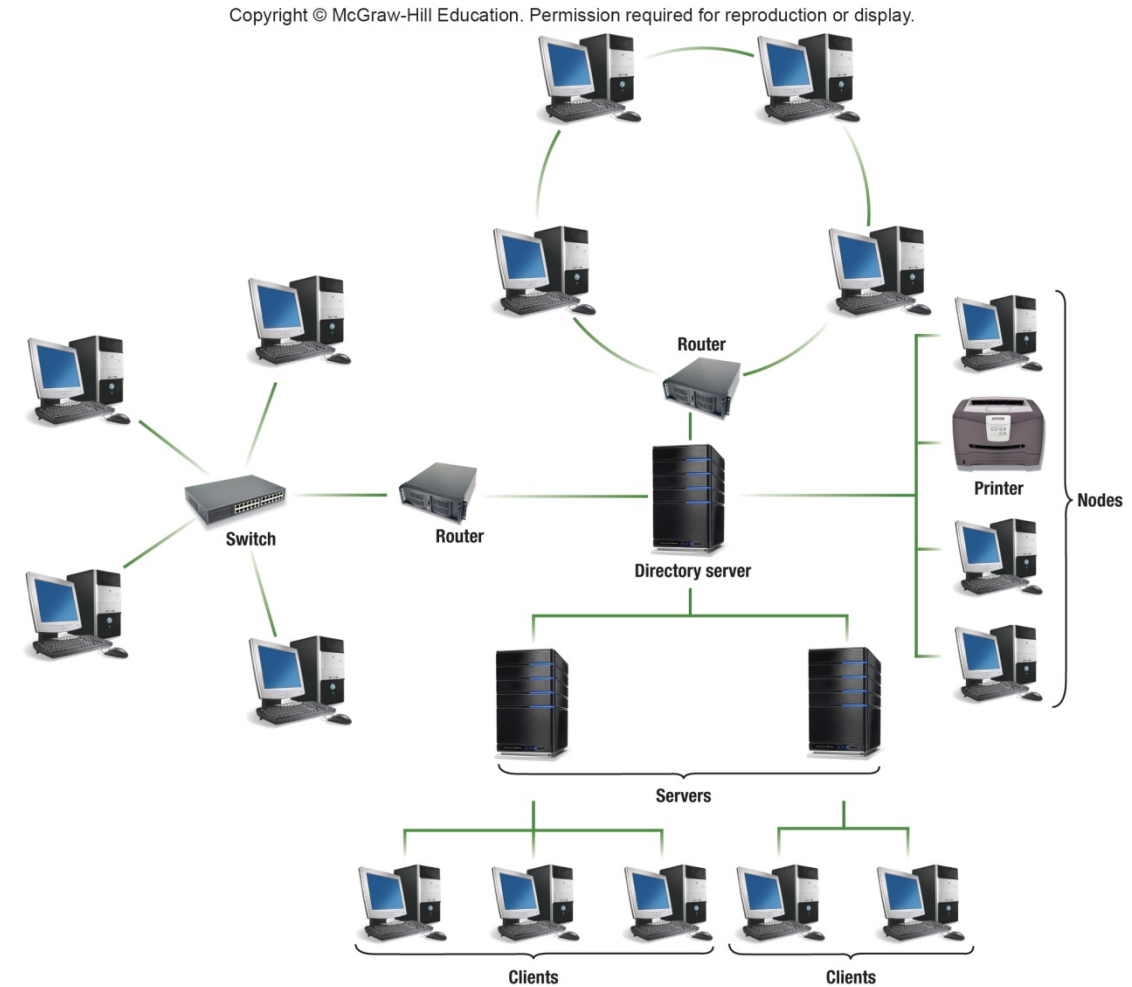 Copyright © McGraw-Hill Education. Permission required for reproduction or display.
Router
Printer
Nodes
Switch
Router
Directory server
Servers
Clients
Clients